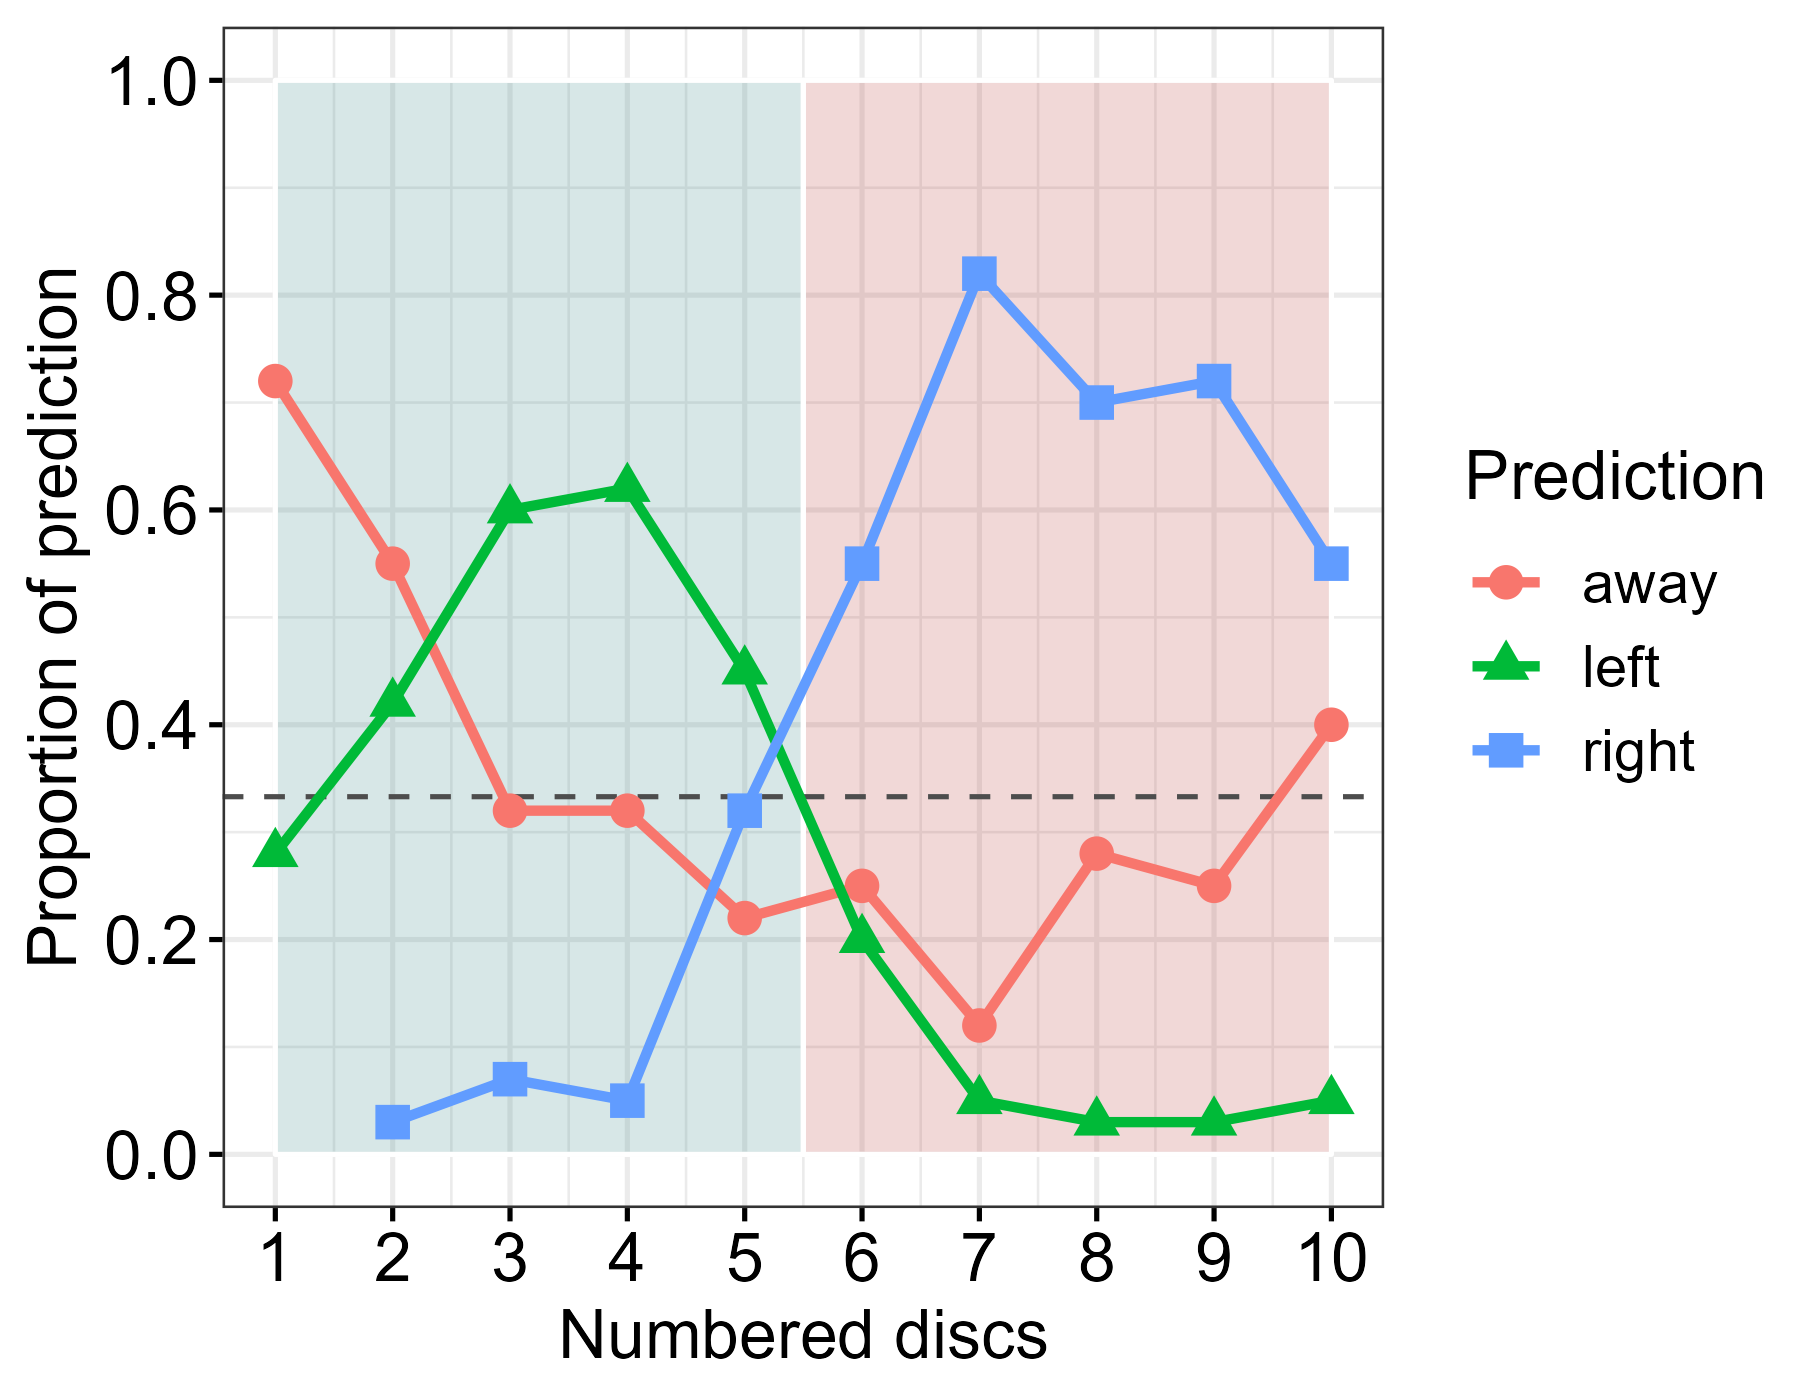 Proportion of prediction
1.0
0.8
0.6
0.4
0.2
0.0
1 2 3 4 5 6 7 8 9 10
Numbered discs
Prediction
away
left
right